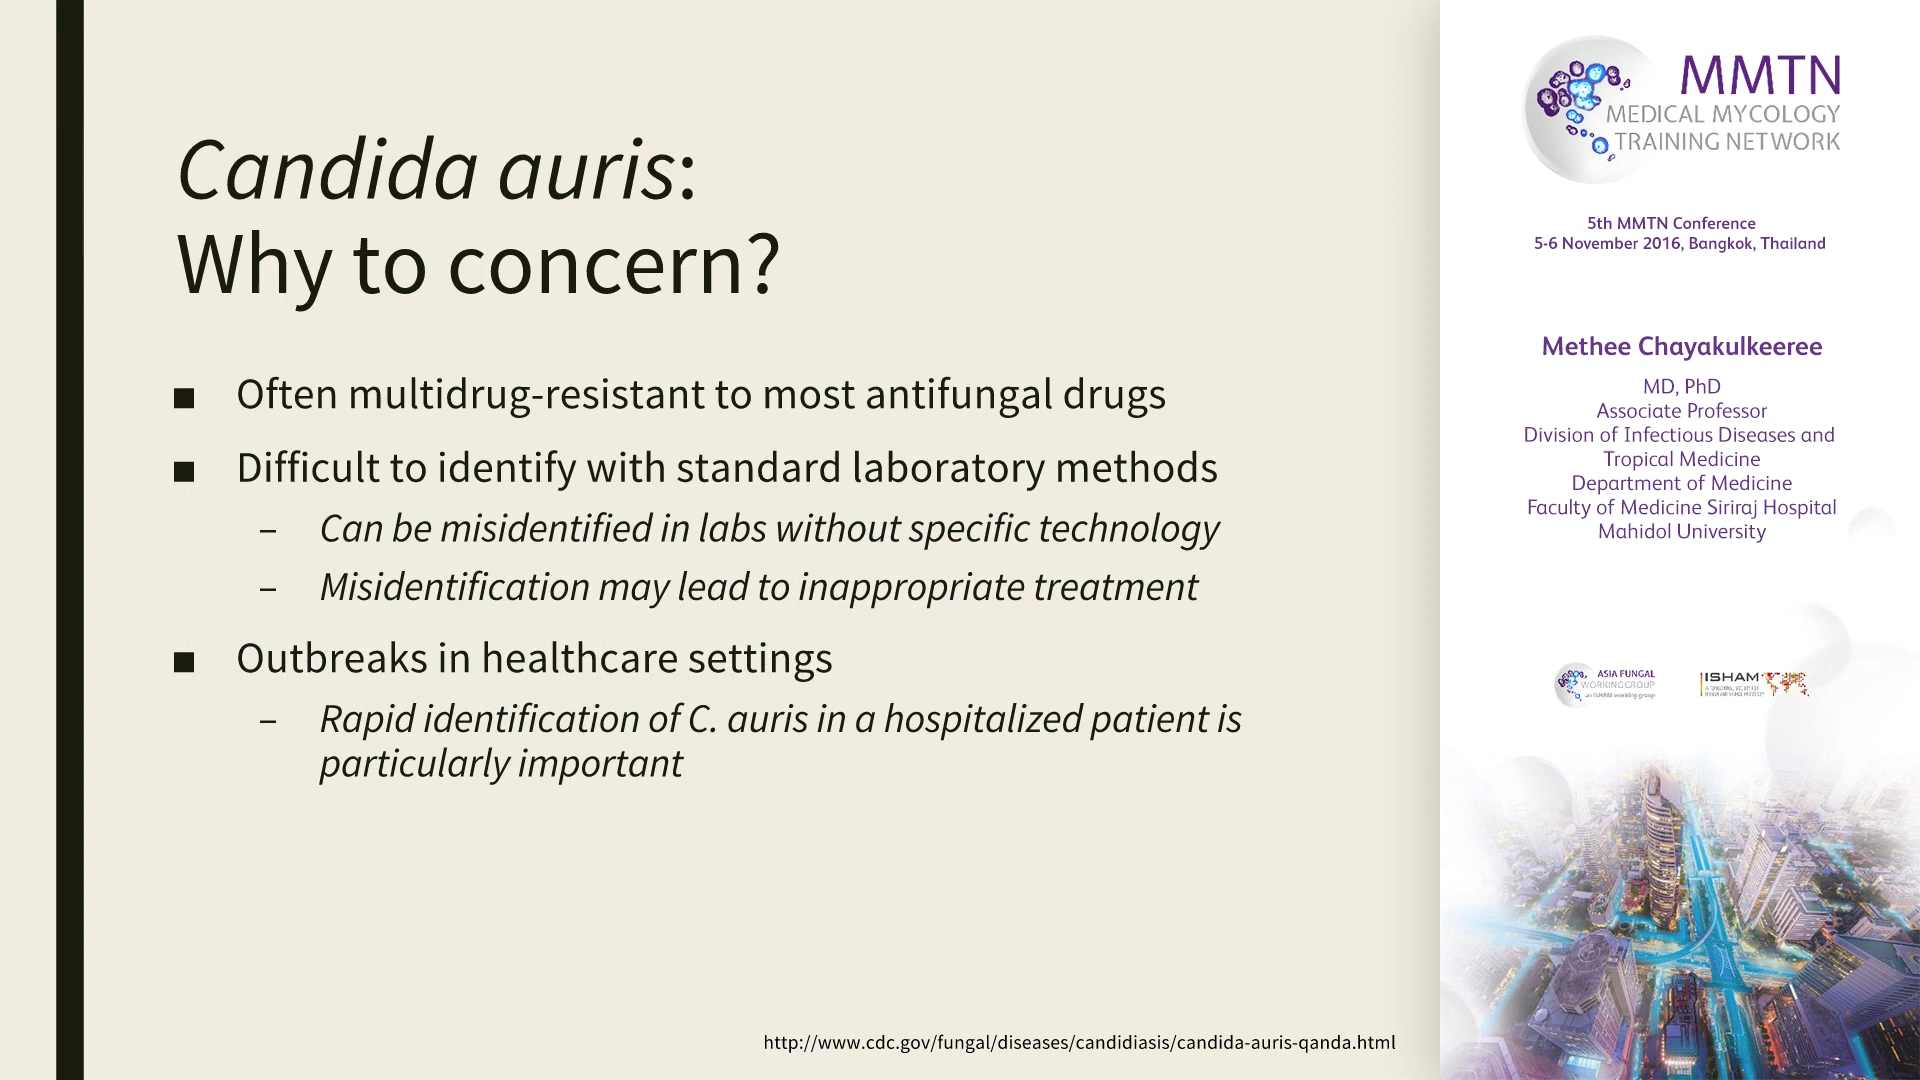 Candida auris:
Why to concern?
■ Often multidrug-resistant to most antifungal drugs
■ Difficult to identify with standard laboratory methods
– Can be misidentified in labs without specific technology
– Misidentification may lead to inappropriate treatment
■ Outbreaks in healthcare settings
– Rapid identification of C. auris in a hospitalized patient is
particularly important
http://www.cdc.gov/fungal/diseases/candidiasis/candida-auris-qanda.html
MMTN
MEDICAL MYCOLOGY
TRAINING NETWORK
5th MMTN Conference
5-6 November 2016, Bangkok, Thailand
Methee Chayakulkeeree
MD, PhD
Associate Professor
Division of Infectious Diseases and
Tropical Medicine
Department of Medicine
Faculty of Medicine Siriraj Hospital
Mahidol University
ASIA FUNGAL
WORKING GROUP
an ISHAM working group
ISHAM